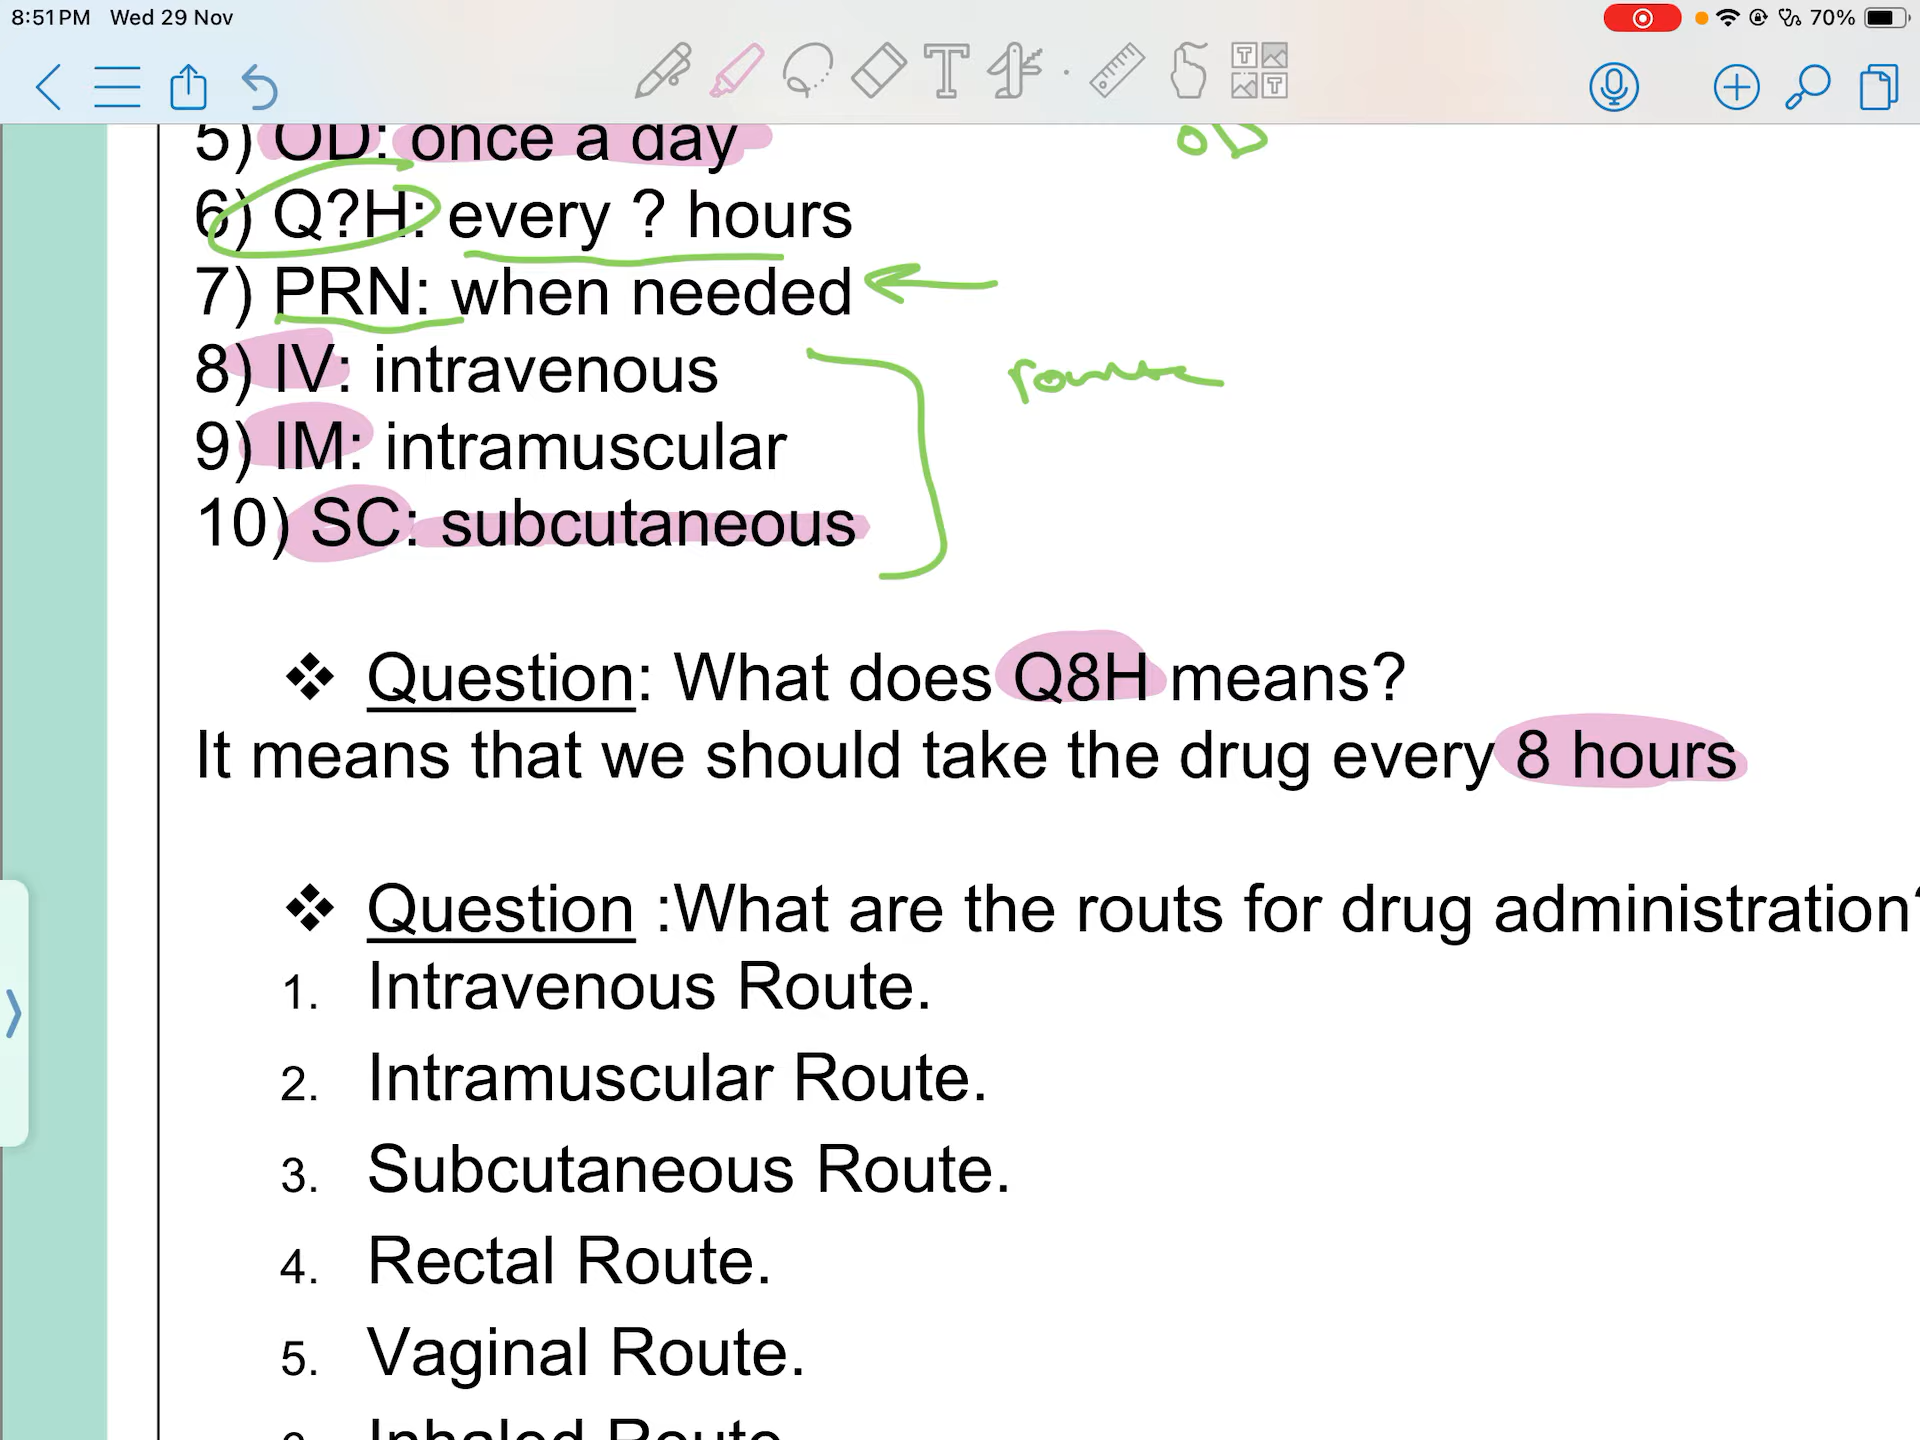 8:51 PM Wed 29 Nov
70%
5) OD: once a day
OD
6) Q?H: every ? hours
7) PRN: when needed
8) IV: intravenous
9) IM: intramuscular
10) SC: subcutaneous
❖ Question: What does Q8H means?
It means that we should take the drug every 8 hours
❖ Question :What are the routs for drug administration?
1. Intravenous Route.
2. Intramuscular Route.
3. Subcutaneous Route.
4. Rectal Route.
5. Vaginal Route.
Inhaled Route